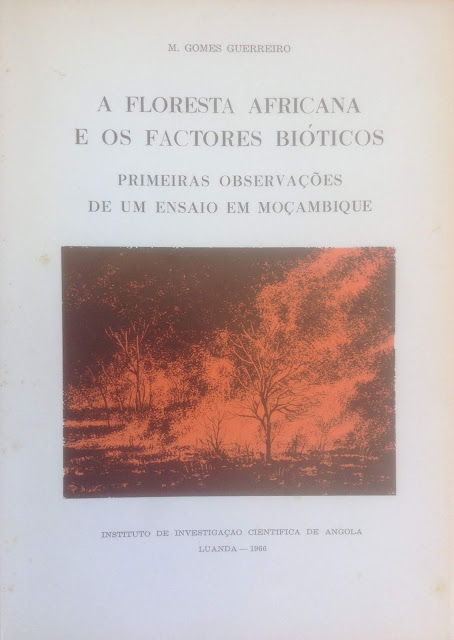 M. GOMES GUERREIRO
A FLORESTA AFRICANA
E OS FACTORES BIÓTICOS
PRIMEIRAS OBSERVAÇÕES
DE UM ENSAIO EM MOÇAMBIQUE
INSTITUTO DE INVESTIGAÇÃO CIENTÍFICA DE ANGOLA
LUANDA — 1966